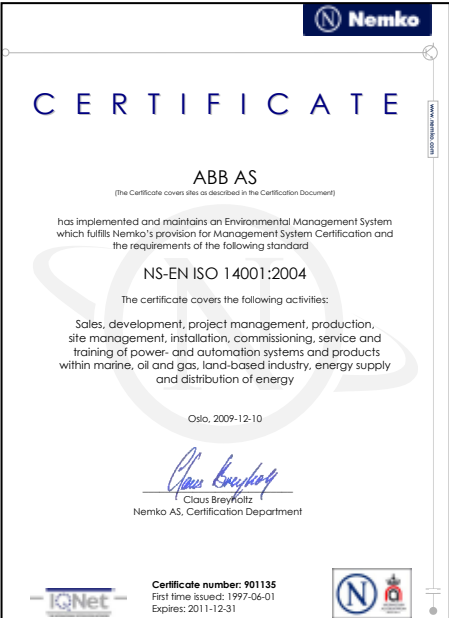 Nemko
CERTIFICATE
www.nemko.com
ABB AS
(The Certificate covers sites as described in the Certification Document)
has implemented and maintains an Environmental Management System
which fulfills Nemko's provision for Management System Certification and
the requirements of the following standard
NS-EN ISO 14001:2004
The certificate covers the following activities:
Sales, development, project management, production,
site management, installation, commissioning, service and
training of power- and automation systems and products
within marine, oil and gas, land-based industry, energy supply
and distribution of energy
Oslo, 2009-12-10
Claus Breyholtz
Nemko AS, Certification Department
Certificate number: 901135
First time issued: 1997-06-01
Expires: 2011-12-31
IQNet
N